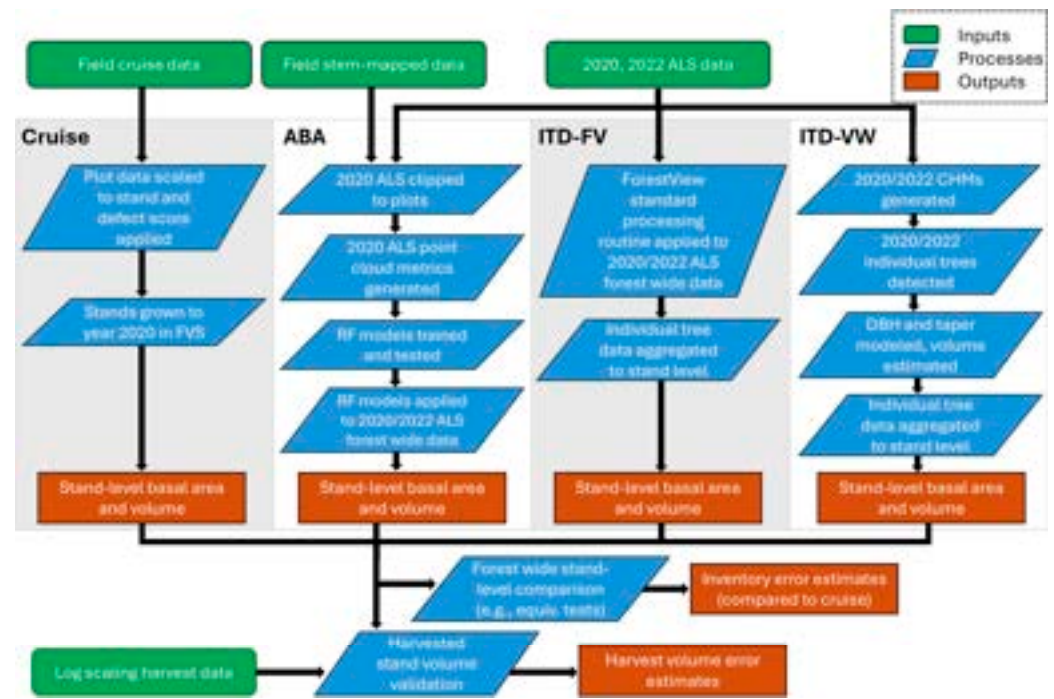 Inputs
Processes
Outputs
Field cruise data
Field stem-mapped data
2020, 2022 ALS data
Cruise
Plot data scaled
to stand and
defect score
applied
Stands grown to
year 2020 in FVS
Stand-level basal area
and volume
ABA
2020 ALS clipped
to plots
2020 ALS point
cloud metrics
generated
RF models trained
and tested
RF models applied
to 2020/2022 ALS
forest wide data
Stand-level basal area
and volume
ITD-FV
ForestView
standard
processing
routine applied to
2020/2022 ALS
forest wide data
Individual tree
data aggregated
to stand level
Stand-level basal area
and volume
ITD-VW
2020/2022 CHMs
generated
2020/2022
individual trees
detected
DBH and taper
modeled, volume
estimated
Individual tree
data aggregated
to stand level
Stand-level basal area
and volume
Forest wide stand-
level comparison
(e.g., equiv. tests)
Inventory error estimates
(compared to cruise)
Log scaling harvest data
Harvested
stand volume
validation
Harvest volume error
estimates